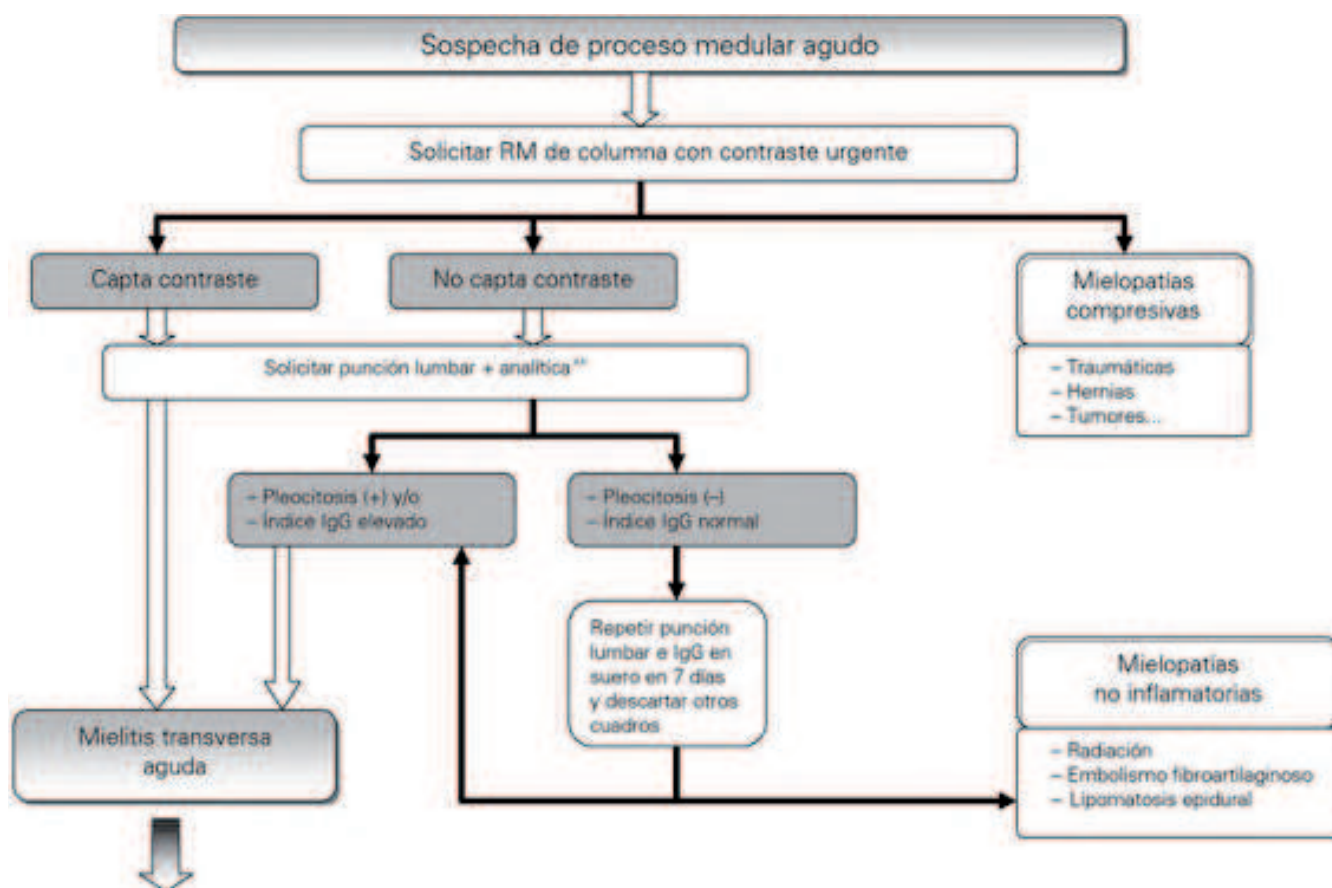 Sospecha de proceso medular agudo
Solicitar RM de columna con contraste urgente
Capta contraste
No capta contraste
Mielopatías
compresivas
– Traumáticas
– Hernias
– Tumores...
Solicitar punción lumbar + analítica**
– Pleocitosis (+) y/o
– Índice IgG elevado
– Pleocitosis (–)
– Índice IgG normal
Repetir punción
lumbar e IgG en
suero en 7 días
y descartar otros
cuadros
Mielopatías
no inflamatorias
– Radiación
– Embolismo fibroartilaginoso
– Lipomatosis epidural
Mielitis transversa
aguda